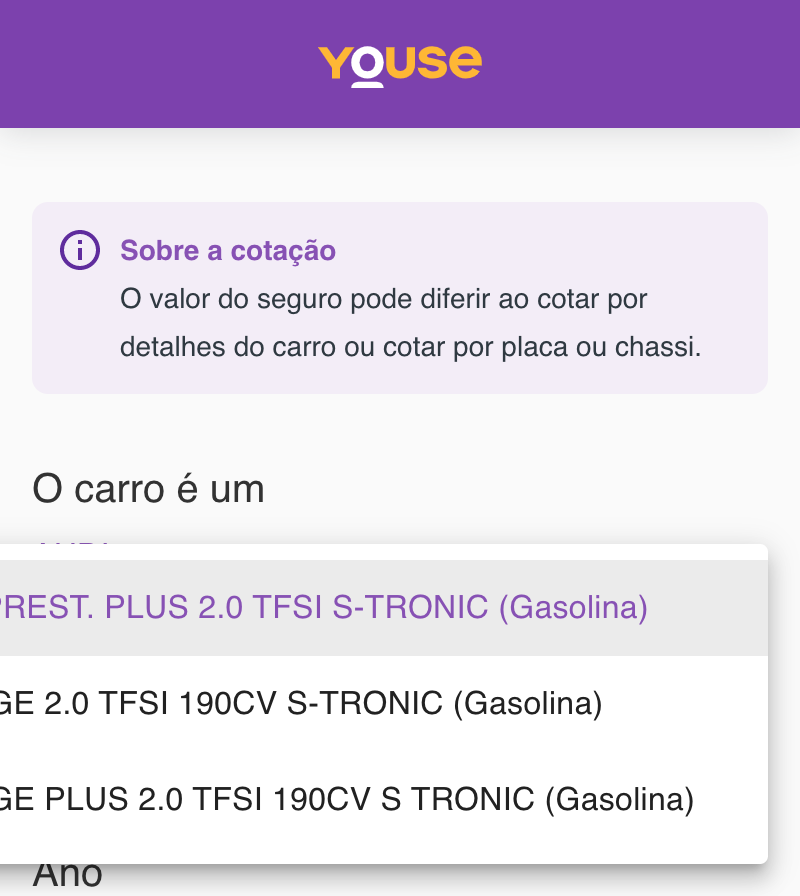 YOUSE
Sobre a cotação
O valor do seguro pode diferir ao cotar por
detalhes do carro ou cotar por placa ou chassi.
O carro é um
PREST. PLUS 2.0 TFSI S-TRONIC (Gasolina)
GE 2.0 TFSI 190CV S-TRONIC (Gasolina)
GE PLUS 2.0 TFSI 190CV S TRONIC (Gasolina)
Ano